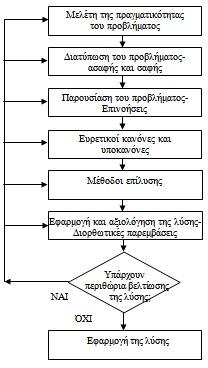 Μελέτη της πραγματικότητας
του προβλήματος
Διατύπωση του προβλήματος-
ασαφής και σαφής
Παρουσίαση του προβλήματος-
Επινοήσεις
Ευρετικοί κανόνες και
υποκανόνες
Μέθοδοι επίλυσης
Εφαρμογή και αξιολόγηση της λύσης-
Διορθωτικές παρεμβάσεις
Υπάρχουν
περιθώρια βελτίωσης
της λύσης;
ΝΑΙ
ΌΧΙ
Εφαρμογή της λύσης